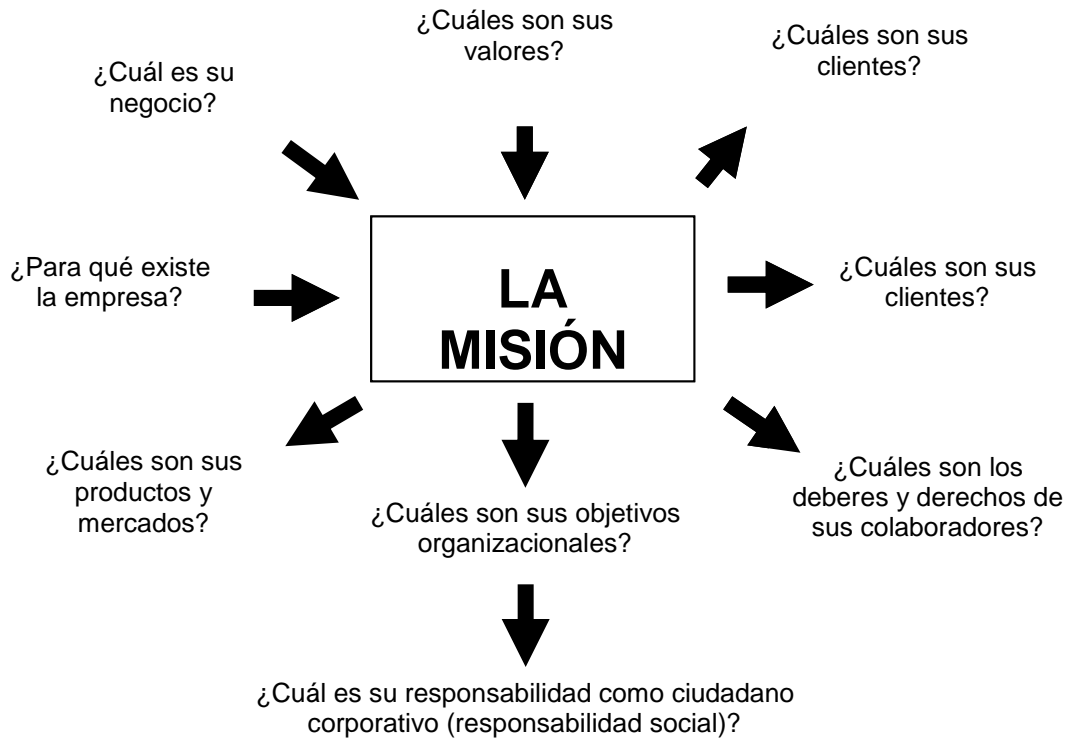 ¿Cuáles son sus
valores?
¿Cuáles son sus
clientes?
¿Cuál es su
negocio?
¿Para qué existe
la empresa?
LA
MISIÓN
¿Cuáles son sus
clientes?
¿Cuáles son sus
productos y
mercados?
¿Cuáles son sus objetivos
organizacionales?
¿Cuáles son los
deberes y derechos de
sus colaboradores?
¿Cuál es su responsabilidad como ciudadano
corporativo (responsabilidad social)?